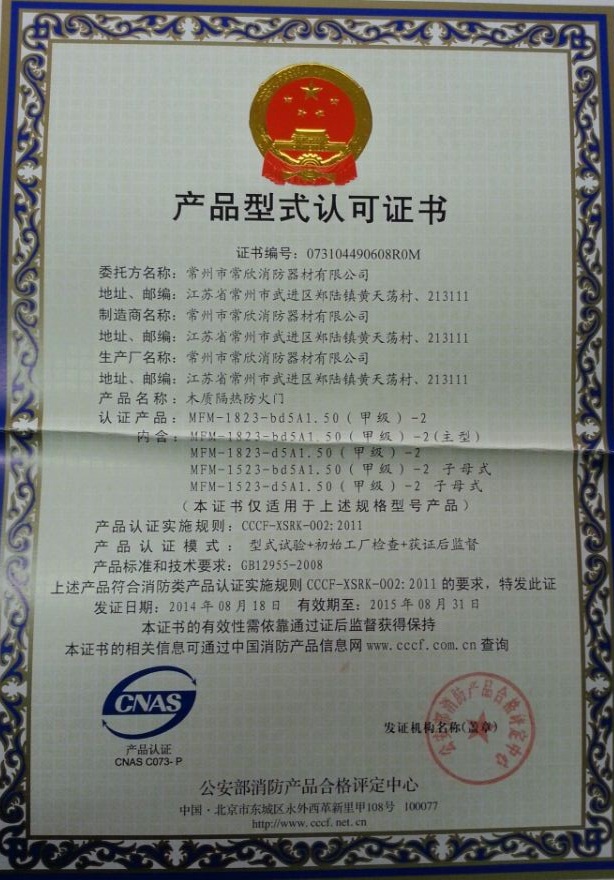 产品型式认可证书
证书编号：073104490608R0M
委托方名称：常州市常欣消防器材有限公司
地址、邮编：江苏省常州市武进区郑陆镇黄天荡村、213111
制造商名称：常州市常欣消防器材有限公司
地址、邮编：江苏省常州市武进区郑陆镇黄天荡村、213111
生产厂名称：常州市常欣消防器材有限公司
地址、邮编：江苏省常州市武进区郑陆镇黄天荡村、213111
产品名称：木质隔热防火门
认证产品：MFM-1823-bd5A1.50（甲级）-2
内含：MFM-1823-bd5A1.50（甲级）-2(主型)
MFM-1823-d5A1.50（甲级）-2
MFM-1523-bd5A1.50（甲级）-2 子母式
MFM-1523-d5A1.50（甲级）-2 子母式
（本证书仅适用于上述规格型号产品）
产品认证实施规则：CCCF-XSRK-002:2011
产品认证模式：型式试验+初始工厂检查+获证后监督
产品标准和技术要求：GB12955-2008
上述产品符合消防类产品认证实施规则 CCCF-XSRK-002:2011 的要求，特发此证
发证日期：2014 年 08 月 18 日 有效期至：2015 年 08 月 31 日
本证书的有效性需依靠通过证后监督获得保持
本证书的相关信息可通过中国消防产品信息网 www.cccf.com.cn 查询
CNAS
产品认证
CNAS C073-P
发证机构名称(盖章)
公安部消防产品合格评定中心
公安部消防产品合格评定中心
中国·北京市东城区永外西革新里甲108号 100077
http://www.cccf.net.cn